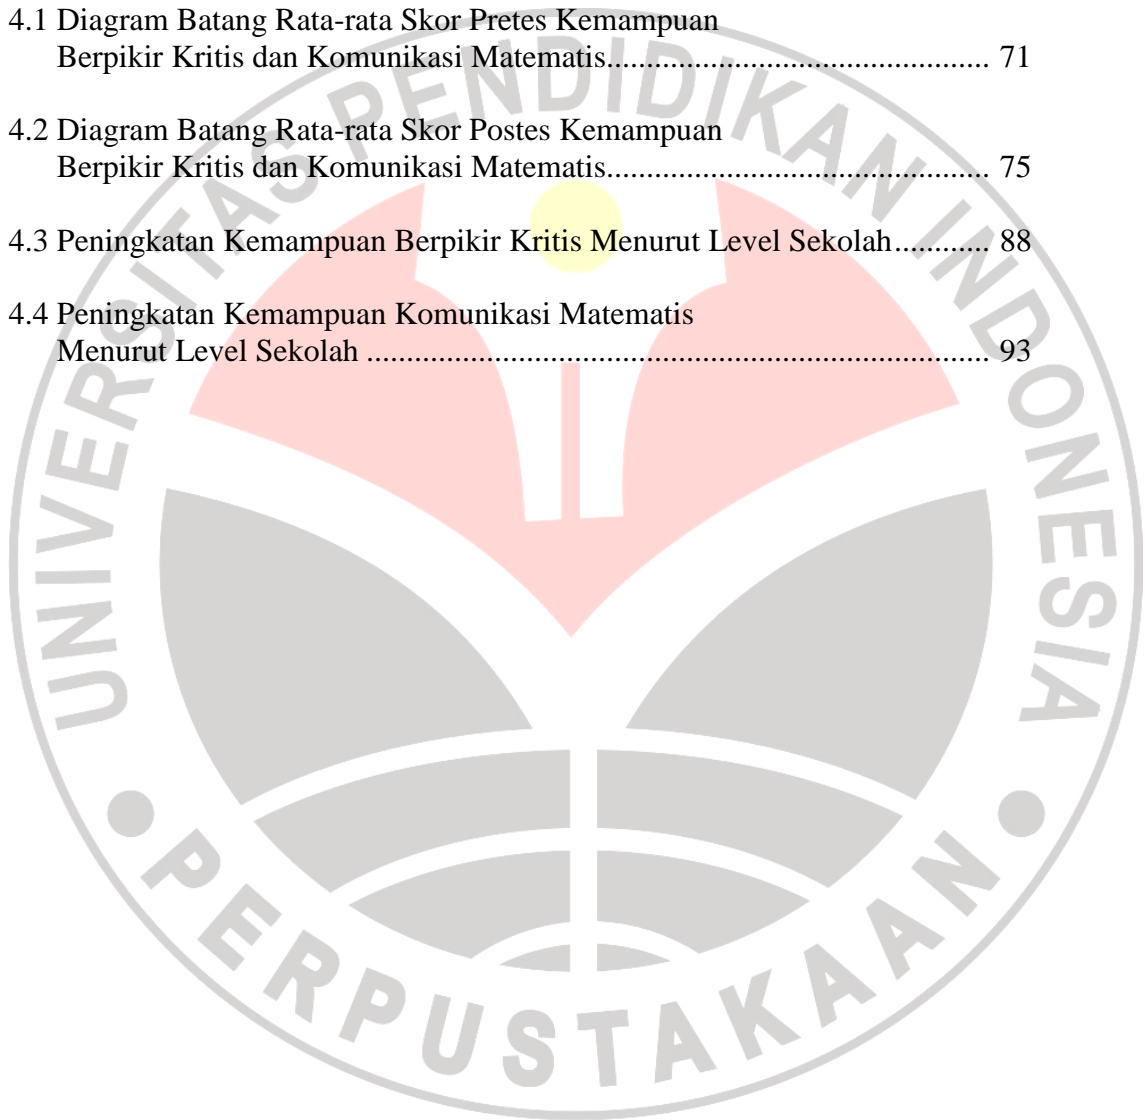 4.1 Diagram Batang Rata-rata Skor Pretes Kemampuan
Berpikir Kritis dan Komunikasi Matematis................................................ 71
4.2 Diagram Batang Rata-rata Skor Postes Kemampuan
Berpikir Kritis dan Komunikasi Matematis................................................ 75
4.3 Peningkatan Kemampuan Berpikir Kritis Menurut Level Sekolah............ 88
4.4 Peningkatan Kemampuan Komunikasi Matematis
Menurut Level Sekolah .............................................................................. 93
UNIVERSITAS PENDIDIKAN INDONESIA
PERPUSTAKAAN